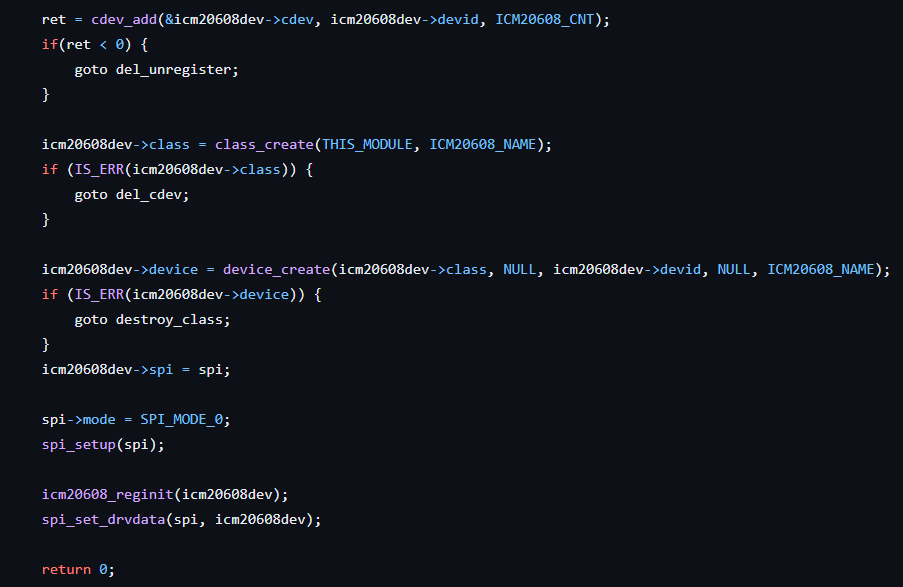 ret = cdev_add(&icm20608dev->cdev, icm20608dev->devid, ICM20608_CNT);
if(ret < 0) {
    goto del_unregister;
}

icm20608dev->class = class_create(THIS_MODULE, ICM20608_NAME);
if (IS_ERR(icm20608dev->class)) {
    goto del_cdev;
}

icm20608dev->device = device_create(icm20608dev->class, NULL, icm20608dev->devid, NULL, ICM20608_NAME);
if (IS_ERR(icm20608dev->device)) {
    goto destroy_class;
}
icm20608dev->spi = spi;

spi->mode = SPI_MODE_0;
spi_setup(spi);

icm20608_reginit(icm20608dev);
spi_set_drvdata(spi, icm20608dev);

return 0;